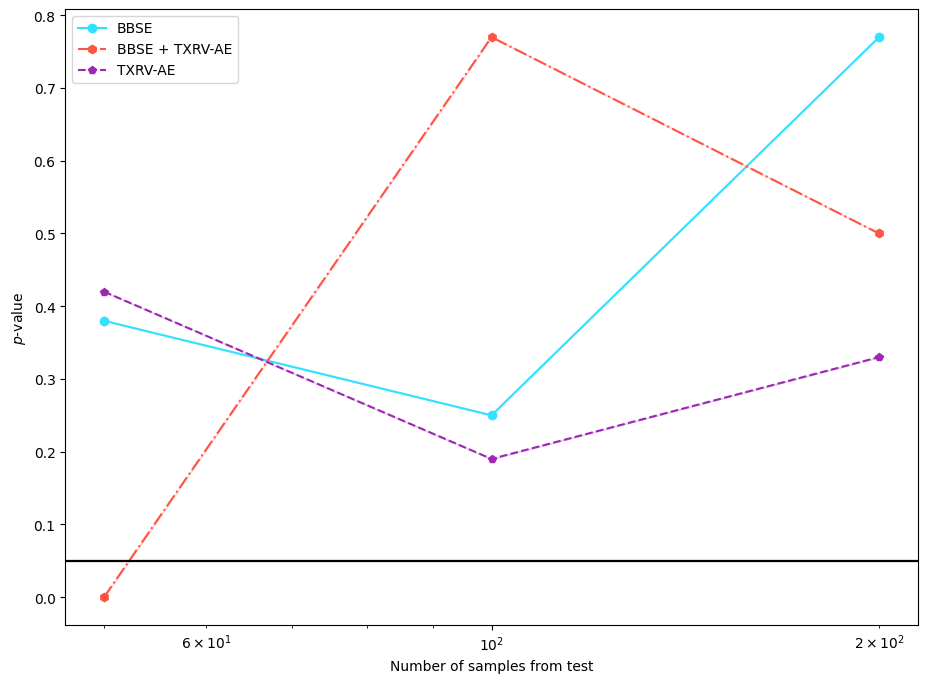 BBSE
BBSE + TXRV-AE
TXRV-AE
0.8
0.7
0.6
0.5
0.4
0.3
0.2
0.1
0.0
p-value
6 × 10¹
10²
2 × 10²
Number of samples from test